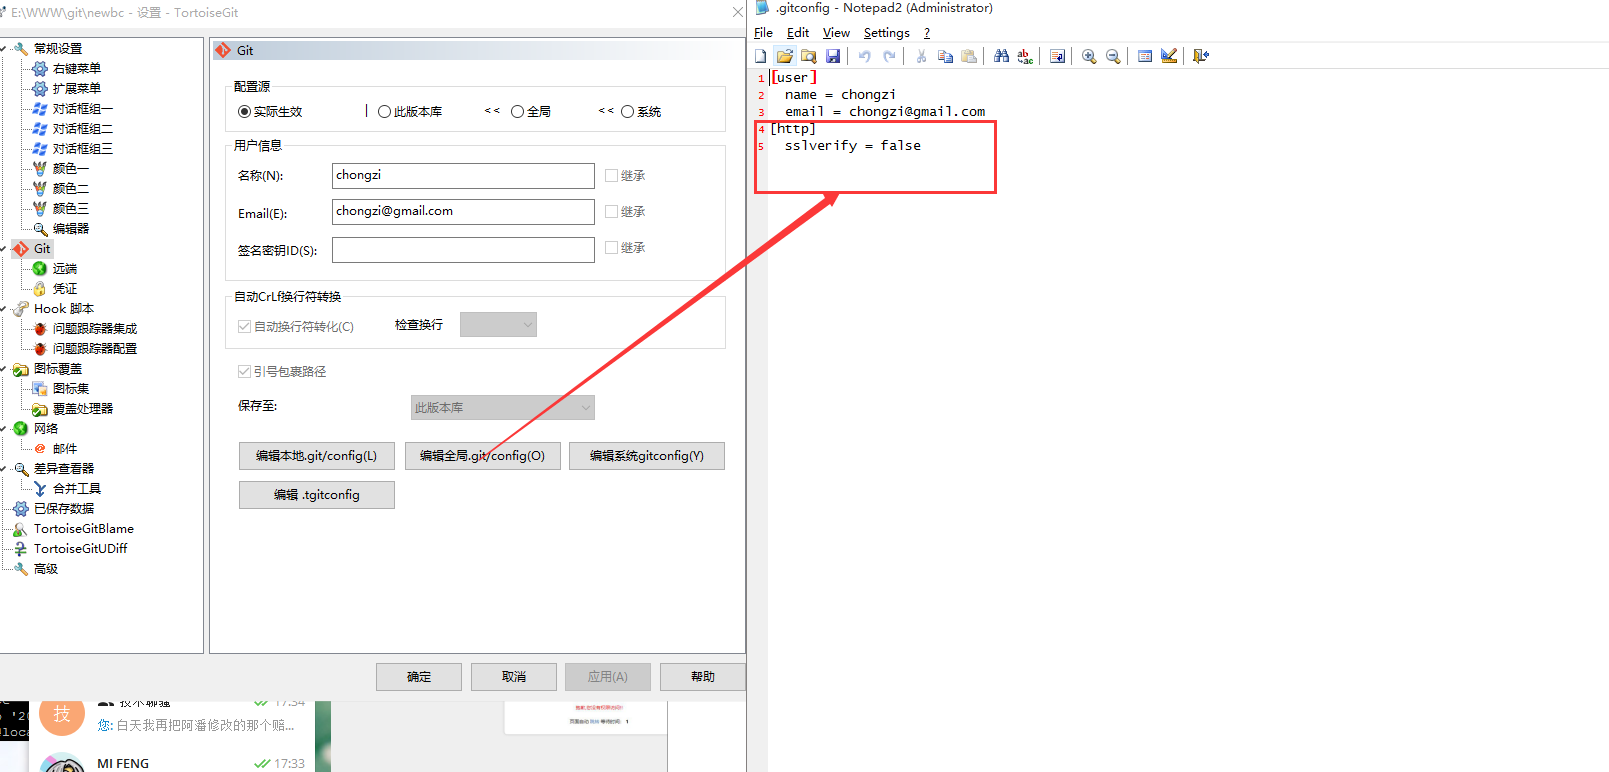 E:\WWW\git\newbc - 设置 - TortoiseGit
常规设置
右键菜单
扩展菜单
对话框组一
对话框组二
对话框组三
颜色一
颜色二
颜色三
编辑器
Git
远端
凭证
Hook 脚本
问题跟踪器集成
问题跟踪器配置
图标覆盖
图标集
覆盖处理器
网络
邮件
差异查看器
合并工具
已保存数据
TortoiseGitBlame
TortoiseGitUDiff
高级
Git
配置源
实际生效 | 此版本库 << 全局 << 系统
用户信息
名称(N): chongzi 继承
Email(E): chongzi@gmail.com 继承
签名密钥ID(S): 继承
自动CrLf换行符转换
自动换行符转化(C) 检查换行
引号包裹路径
保存至: 此版本库
编辑本地.git/config(L) 编辑全局.git/config(O) 编辑系统gitconfig(Y)
编辑 .tgitconfig
确定 取消 应用(A) 帮助
.gitconfig - Notepad2 (Administrator)
File Edit View Settings ?
1 [user]
2 name = chongzi
3 email = chongzi@gmail.com
4 [http]
5 sslverify = false
技 技术聊骚 17:34
您: 白天我再把阿潘修改的那个赔...
MI FENG 17:33